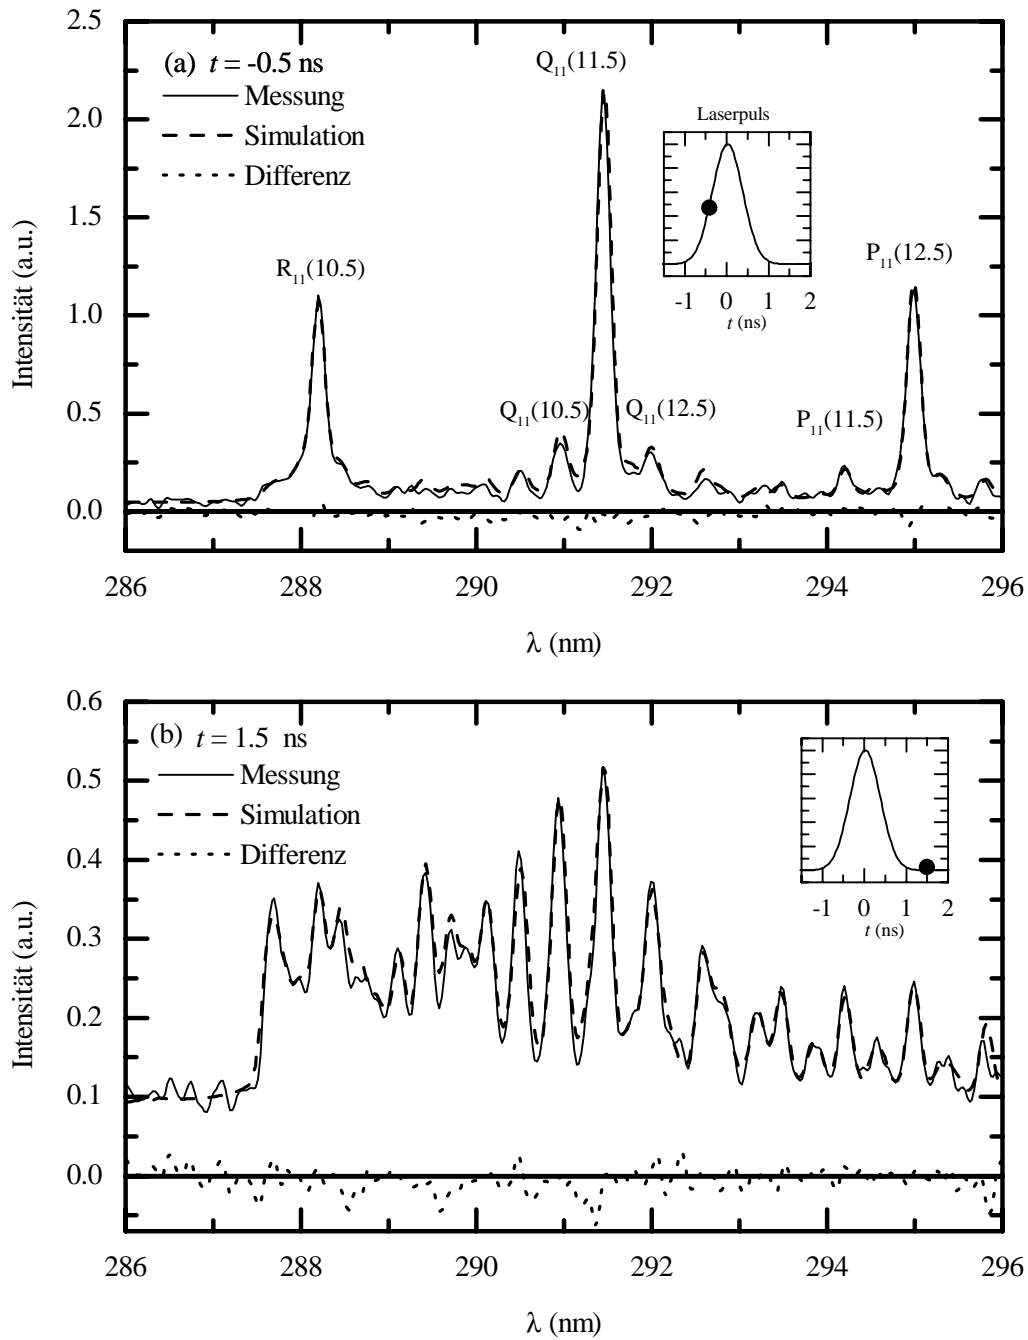 2.5
(a) t = -0.5 ns
Q11(11.5)
Messung
2.0
Laserpuls
Simulation
Differenz
1.5
R11(10.5)
P11(12.5)
-1 0 1 2
t (ns)
1.0
Intensität (a.u.)
0.5
Q11(10.5)
Q11(12.5)
P11(11.5)
0.0
286 288 290 292 294 296
λ (nm)
0.6
(b) t = 1.5 ns
Messung
0.5
Simulation
Differenz
0.4
-1 0 1 2
t (ns)
0.3
Intensität (a.u.)
0.2
0.1
0.0
286 288 290 292 294 296
λ (nm)